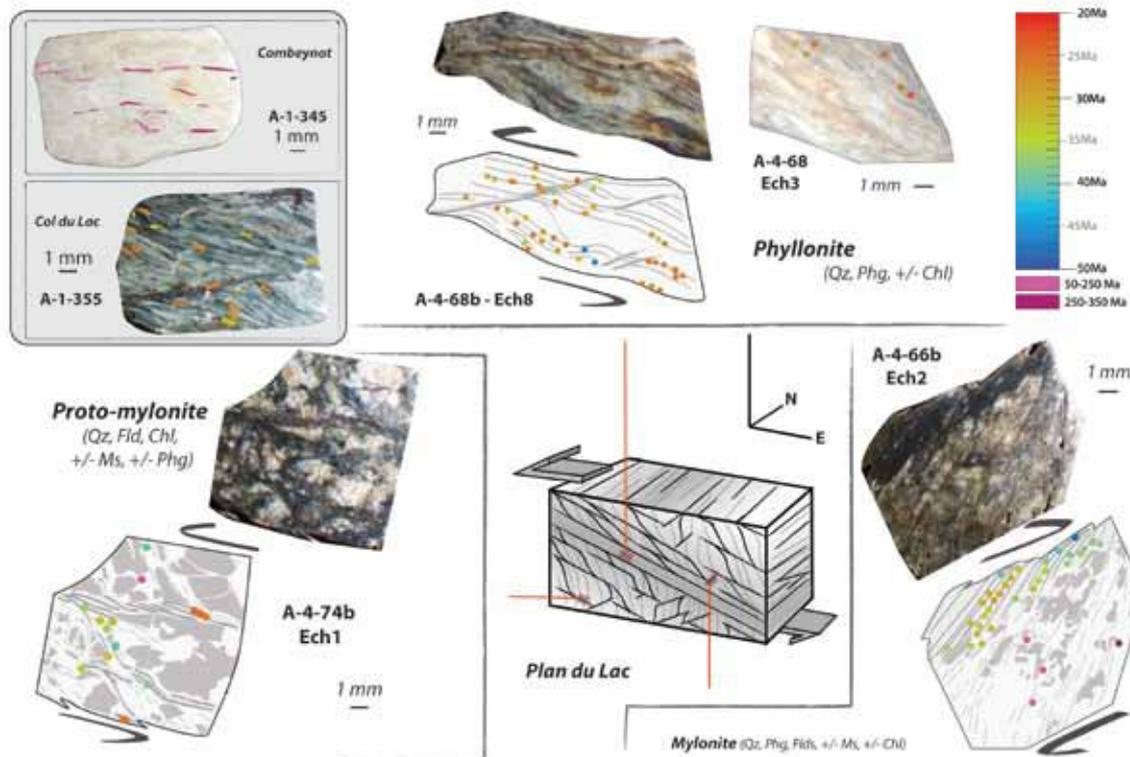 Combeynot
A-1-345
1 mm
Col du Lac
1 mm
A-1-355
1 mm
A-4-68b - Ech8
A-4-68
Ech3
1 mm
Phyllonite
(Qz, Phg, +/- Chl)
20Ma
25Ma
30Ma
35Ma
40Ma
45Ma
50Ma
50-250 Ma
250-350 Ma
Proto-mylonite
(Qz, Fld, Chl,
+/- Ms, +/- Phg)
A-4-74b
Ech1
1 mm
N
E
Plan du Lac
A-4-66b
Ech2
1 mm
Mylonite (Qz, Phg, Flds, +/- Ms, +/- Chl)